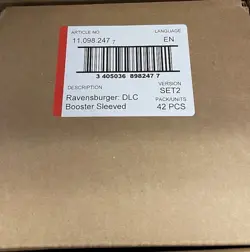 ARTICLE NO.
LANGUAGE
11.098.247 7
EN
3 405036 898247 7
DESCRIPTION
VERSION
Ravensburger: DLC
SET2
Booster Sleeved
PACK/UNITS
42 PCS